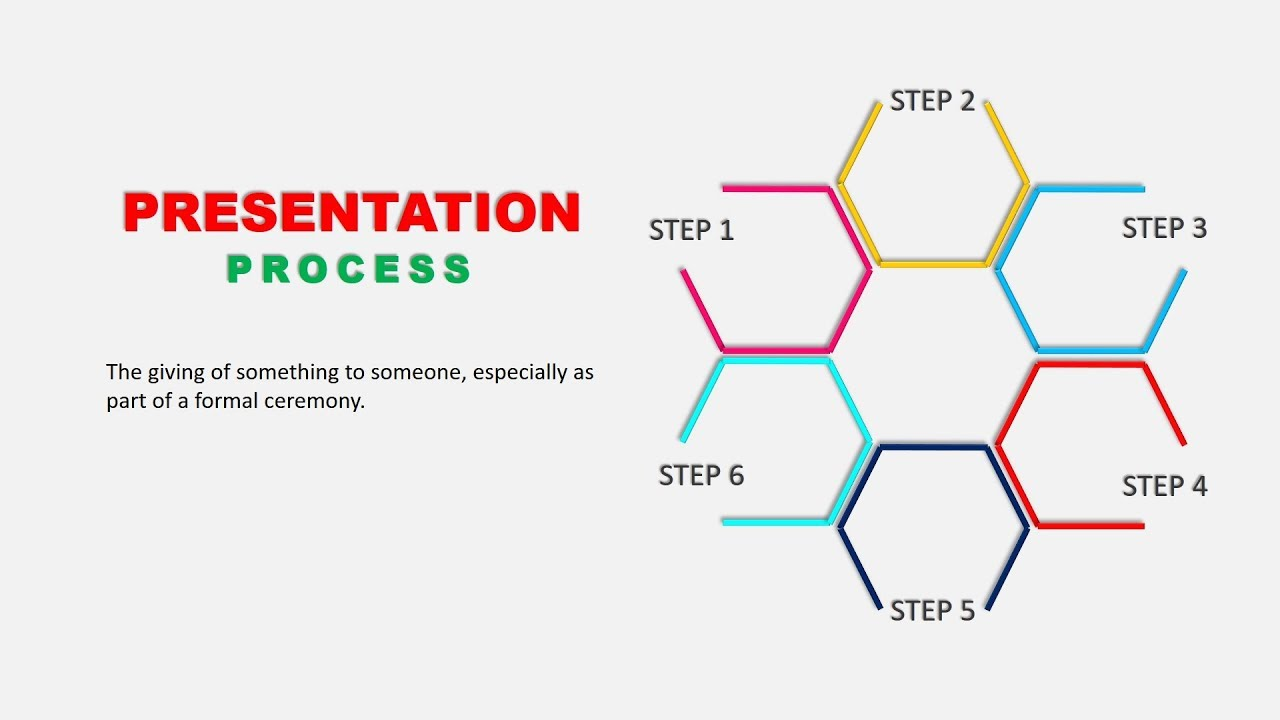 PRESENTATION
PROCESS
The giving of something to someone, especially as
part of a formal ceremony.
STEP 1
STEP 2
STEP 3
STEP 4
STEP 5
STEP 6